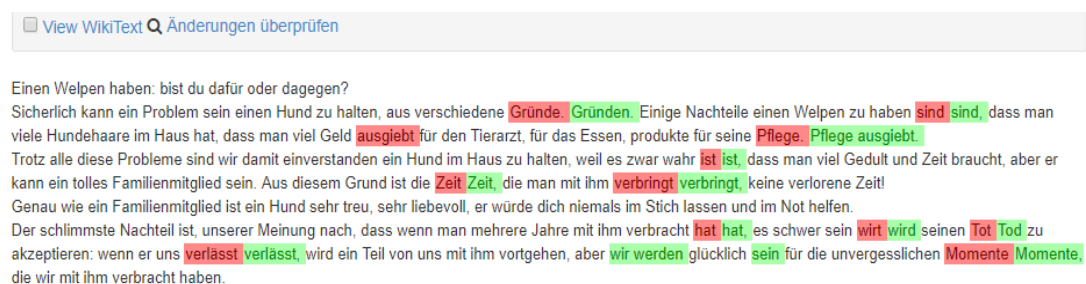 View WikiText Änderungen überprüfen
Einen Welpen haben: bist du dafür oder dagegen?
Sicherlich kann ein Problem sein einen Hund zu halten, aus verschiedene Gründe. Gründen. Einige Nachteile einen Welpen zu haben sind sind, dass man
viele Hundehaare im Haus hat, dass man viel Geld ausgiebt für den Tierarzt, für das Essen, produkte für seine Pflege. Pflege ausgiebt.
Trotz alle diese Probleme sind wir damit einverstanden ein Hund im Haus zu halten, weil es zwar wahr ist ist, dass man viel Gedult und Zeit braucht, aber er
kann ein tolles Familienmitglied sein. Aus diesem Grund ist die Zeit Zeit, die man mit ihm verbringt verbringt, keine verlorene Zeit!
Genau wie ein Familienmitglied ist ein Hund sehr treu, sehr liebevoll, er würde dich niemals im Stich lassen und im Not helfen.
Der schlimmste Nachteil ist, unserer Meinung nach, dass wenn man mehrere Jahre mit ihm verbracht hat hat, es schwer sein wirt wird seinen Tot Tod zu
akzeptieren: wenn er uns verlässt verlässt, wird ein Teil von uns mit ihm vortgehen, aber wir werden glücklich sein für die unvergesslichen Momente Momente,
die wir mit ihm verbracht haben.